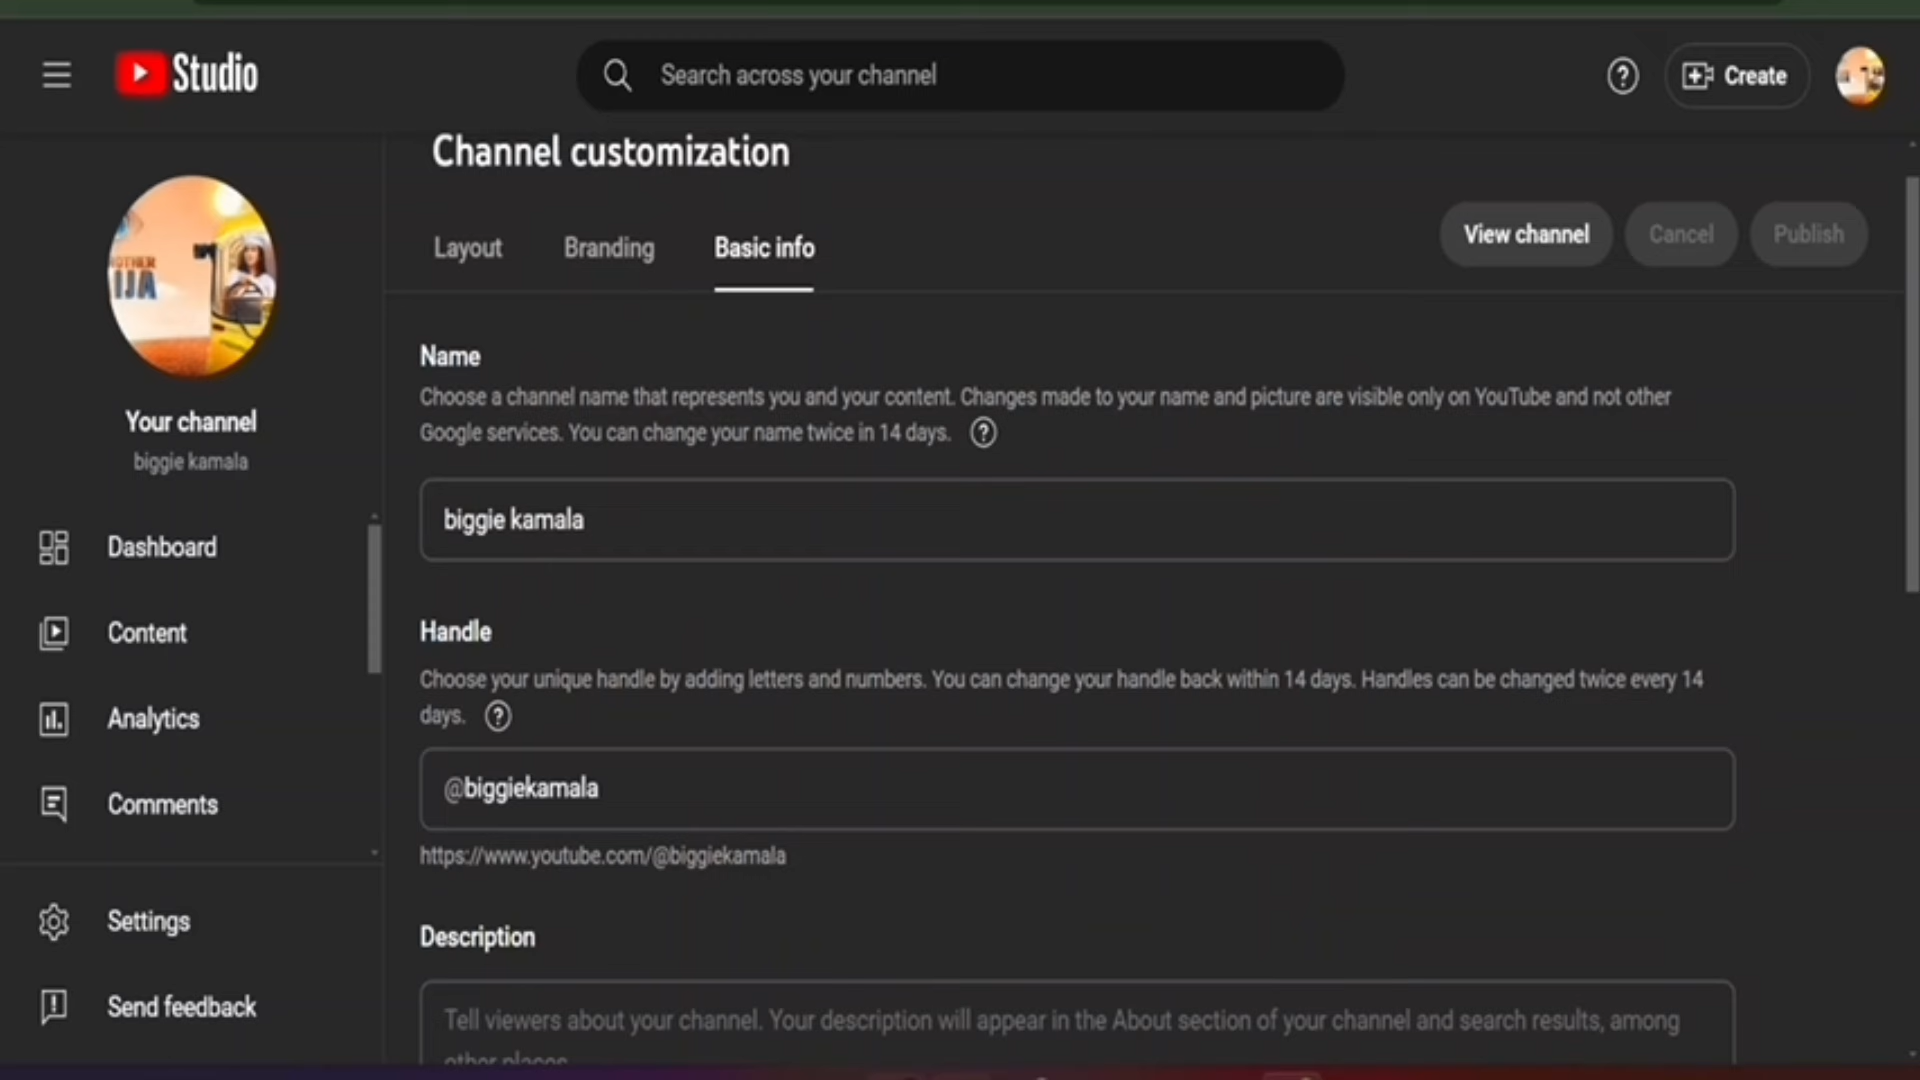 Studio
Search across your channel
Create
Channel customization
Layout
Branding
Basic info
View channel
Cancel
Publish
Your channel
biggie kamala
Dashboard
Content
Analytics
Comments
Settings
Send feedback
Name
Choose a channel name that represents you and your content. Changes made to your name and picture are visible only on YouTube and not other
Google services. You can change your name twice in 14 days.
biggie kamala
Handle
Choose your unique handle by adding letters and numbers. You can change your handle back within 14 days. Handles can be changed twice every 14
days.
@biggiekamala
https://www.youtube.com/@biggiekamala
Description
Tell viewers about your channel. Your description will appear in the About section of your channel and search results, among
other places.